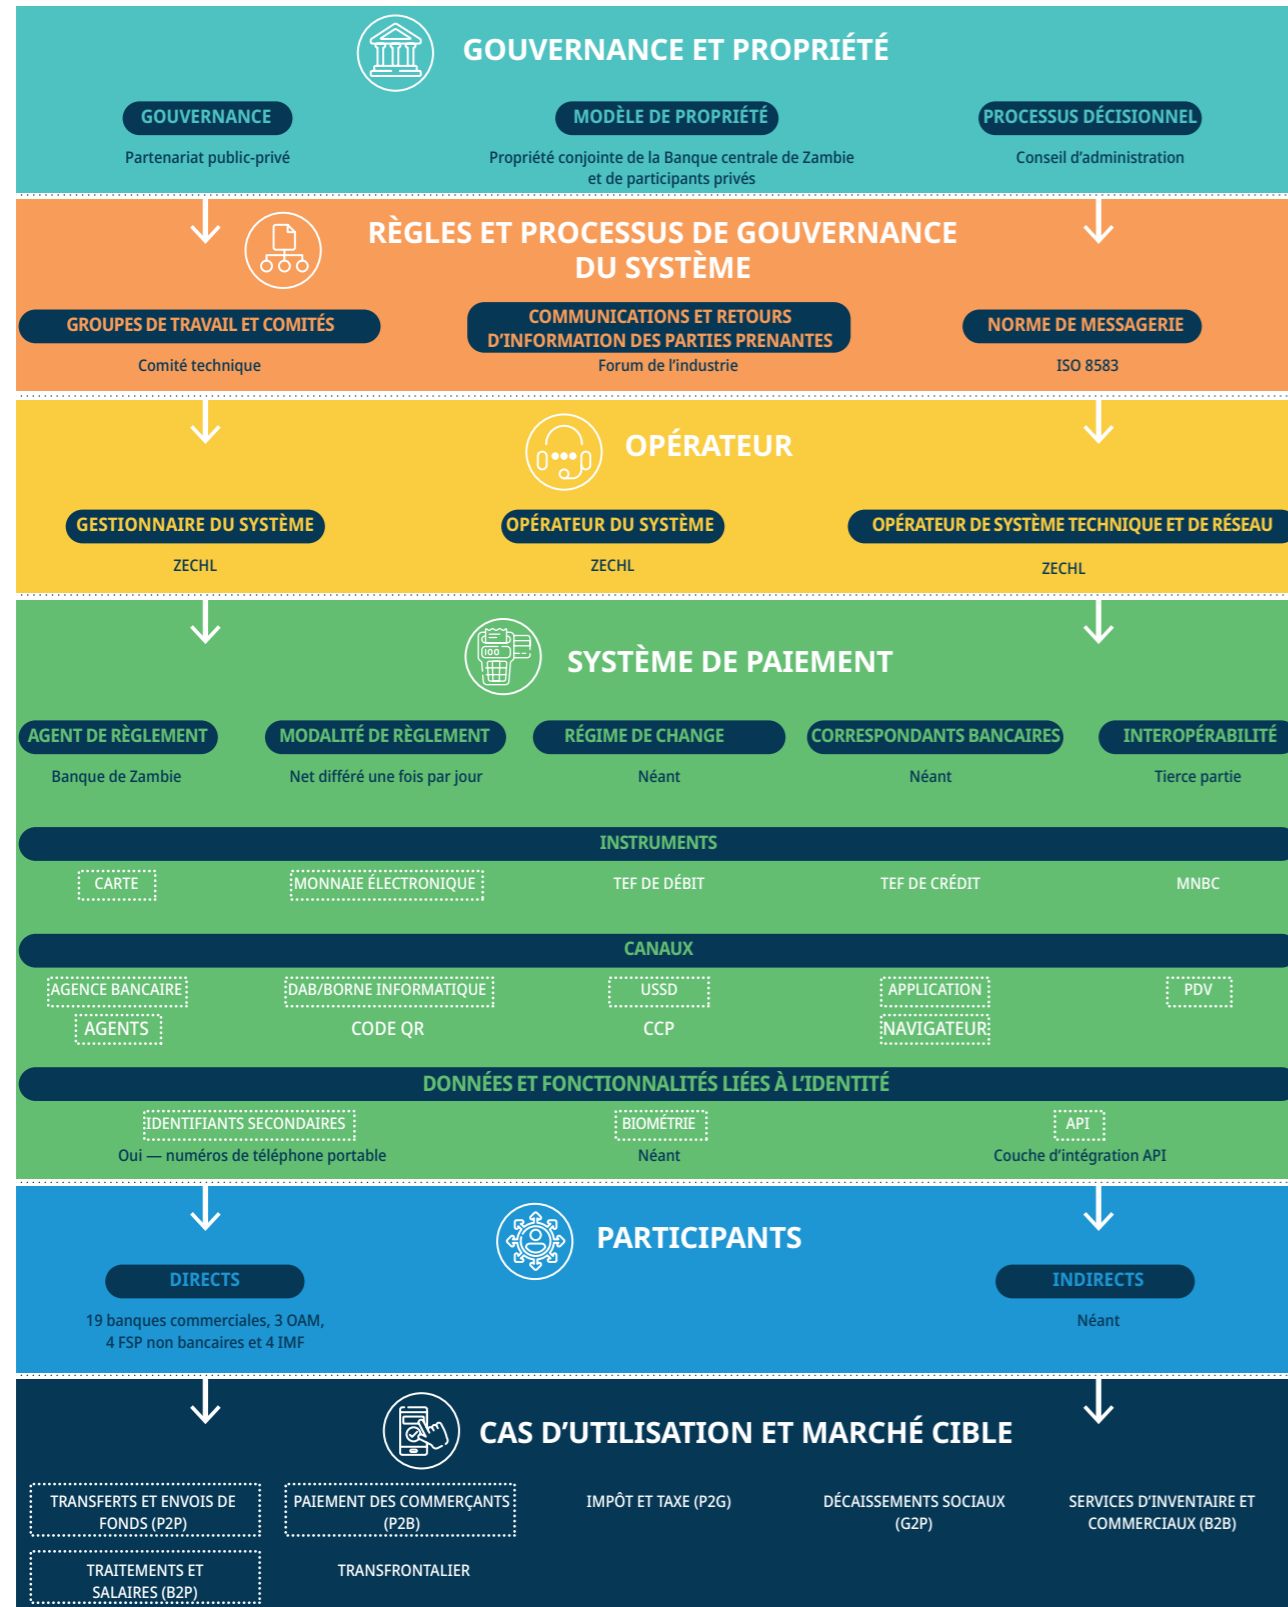 GOUVERNANCE ET PROPRIÉTÉ
GOUVERNANCE
MODÈLE DE PROPRIÉTÉ
PROCESSUS DÉCISIONNEL
Partenariat public-privé
Propriété conjointe de la Banque centrale de Zambie
et de participants privés
Conseil d’administration
RÈGLES ET PROCESSUS DE GOUVERNANCE
DU SYSTÈME
GROUPES DE TRAVAIL ET COMITÉS
COMMUNICATIONS ET RETOURS
D’INFORMATION DES PARTIES PRENANTES
NORME DE MESSAGERIE
Comité technique
Forum de l’industrie
ISO 8583
OPÉRATEUR
GESTIONNAIRE DU SYSTÈME
OPÉRATEUR DU SYSTÈME
OPÉRATEUR DE SYSTÈME TECHNIQUE ET DE RÉSEAU
ZECHL
ZECHL
ZECHL
100
SYSTÈME DE PAIEMENT
AGENT DE RÈGLEMENT
MODALITÉ DE RÈGLEMENT
RÉGIME DE CHANGE
CORRESPONDANTS BANCAIRES
INTEROPÉRABILITÉ
Banque de Zambie
Net différé une fois par jour
Néant
Néant
Tierce partie
INSTRUMENTS
CARTE
MONNAIE ÉLECTRONIQUE
TEF DE DÉBIT
TEF DE CRÉDIT
MNBC
CANAUX
AGENCE BANCAIRE
DAB/BORNE INFORMATIQUE
USSD
APPLICATION
PDV
AGENTS
CODE QR
CCP
NAVIGATEUR
DONNÉES ET FONCTIONNALITÉS LIÉES À L’IDENTITÉ
IDENTIFIANTS SECONDAIRES
BIOMÉTRIE
API
Oui — numéros de téléphone portable
Néant
Couche d’intégration API
PARTICIPANTS
DIRECTS
INDIRECTS
19 banques commerciales, 3 OAM,
4 FSP non bancaires et 4 IMF
Néant
CAS D’UTILISATION ET MARCHÉ CIBLE
TRANSFERTS ET ENVOIS DE
FONDS (P2P)
PAIEMENT DES COMMERÇANTS
(P2B)
IMPÔT ET TAXE (P2G)
DÉCAISSEMENTS SOCIAUX
(G2P)
SERVICES D’INVENTAIRE ET
COMMERCIAUX (B2B)
TRAITEMENTS ET
SALAIRES (B2P)
TRANSFRONTALIER